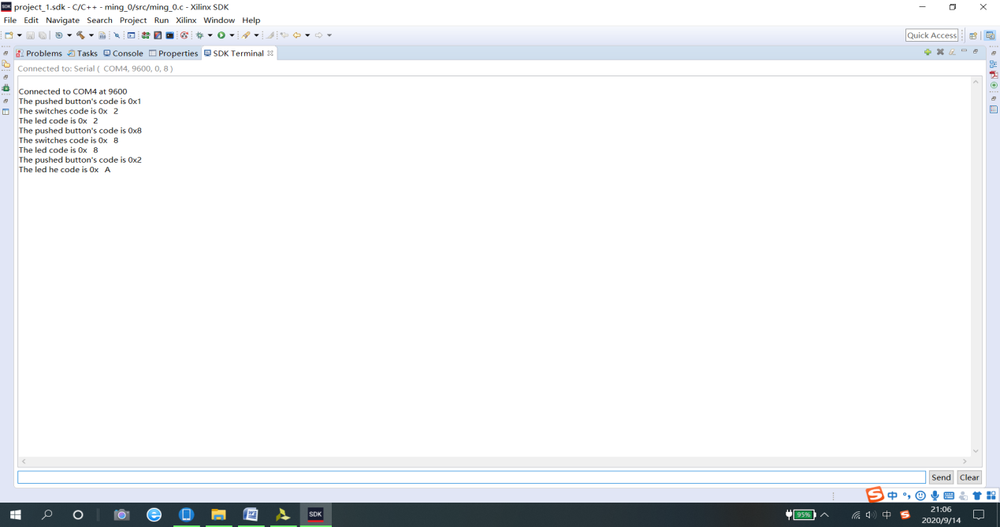 SDK project_1.sdk - C/C++ - ming_0/src/ming_0.c - Xilinx SDK
File Edit Navigate Search Project Run Xilinx Window Help
Quick Access
Problems Tasks Console Properties SDK Terminal
Connected to: Serial ( COM4, 9600, 0, 8 )
Connected to COM4 at 9600
The pushed button's code is 0x1
The switches code is 0x   2
The led code is 0x   2
The pushed button's code is 0x8
The switches code is 0x   8
The led code is 0x   8
The pushed button's code is 0x2
The led he code is 0x   A
Send Clear
S 中
SDK
95% 中 S
21:06
2020/9/14